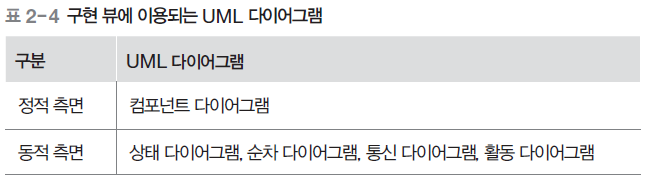 표 2-4 구현 뷰에 이용되는 UML 다이어그램
구분 UML 다이어그램
정적 측면 컴포넌트 다이어그램
동적 측면 상태 다이어그램, 순차 다이어그램, 통신 다이어그램, 활동 다이어그램